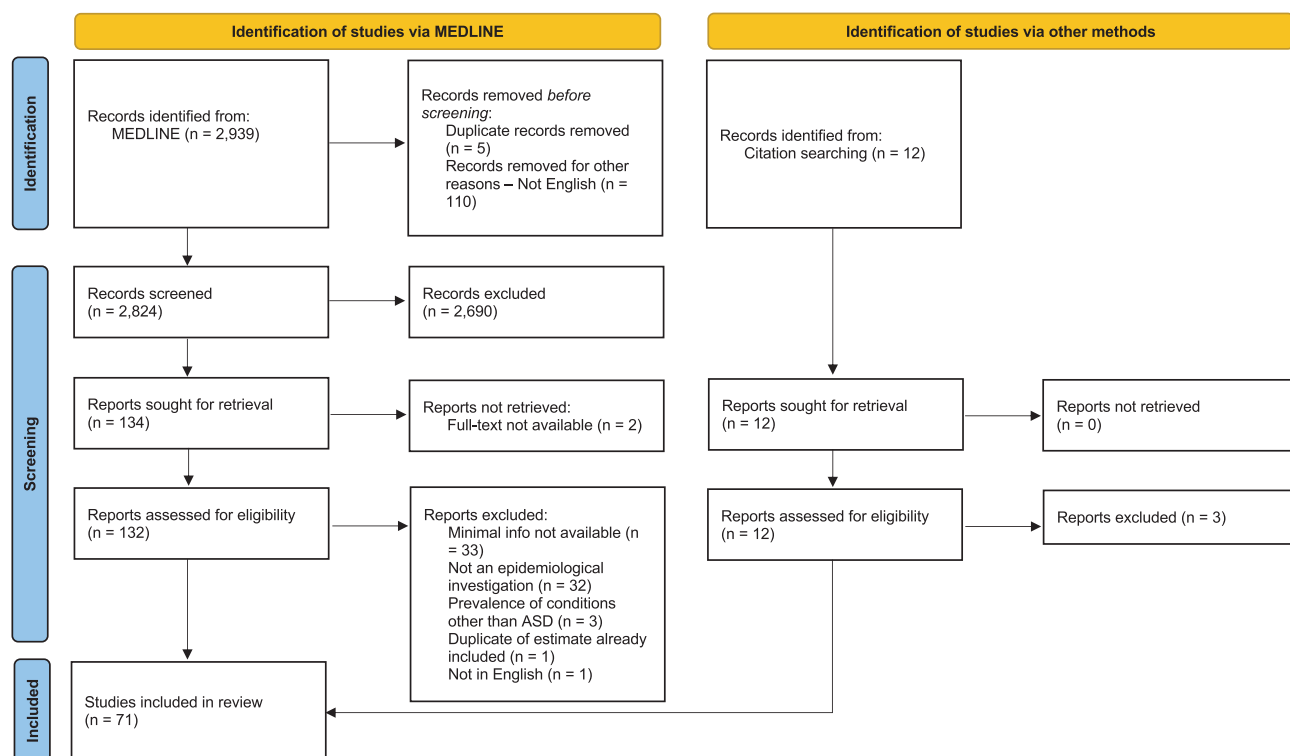 Identification of studies via MEDLINE
Identification of studies via other methods
Identification
Records identified from:
MEDLINE (n = 2,939)
Records removed before
screening:
Duplicate records removed
(n = 5)
Records removed for other
reasons – Not English (n =
110)
Records identified from:
Citation searching (n = 12)
Screening
Records screened
(n = 2,824)
Records excluded
(n = 2,690)
Reports sought for retrieval
(n = 134)
Reports not retrieved:
Full-text not available (n = 2)
Reports sought for retrieval
(n = 12)
Reports not retrieved
(n = 0)
Reports assessed for eligibility
(n = 132)
Reports excluded:
Minimal info not available (n
= 33)
Not an epidemiological
investigation (n = 32)
Prevalence of conditions
other than ASD (n = 3)
Duplicate of estimate already
included (n = 1)
Not in English (n = 1)
Reports assessed for eligibility
(n = 12)
Reports excluded (n = 3)
Included
Studies included in review
(n = 71)